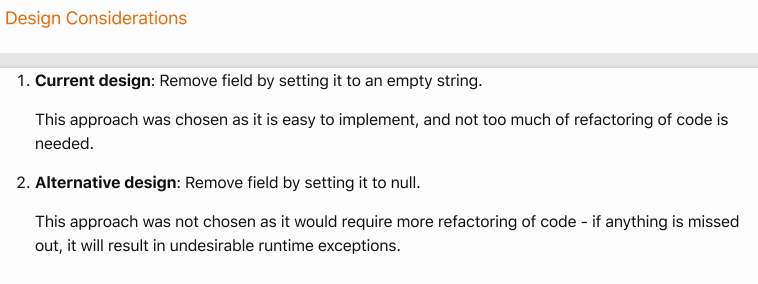 Design Considerations
1. Current design: Remove field by setting it to an empty string.
This approach was chosen as it is easy to implement, and not too much of refactoring of code is
needed.
2. Alternative design: Remove field by setting it to null.
This approach was not chosen as it would require more refactoring of code - if anything is missed
out, it will result in undesirable runtime exceptions.